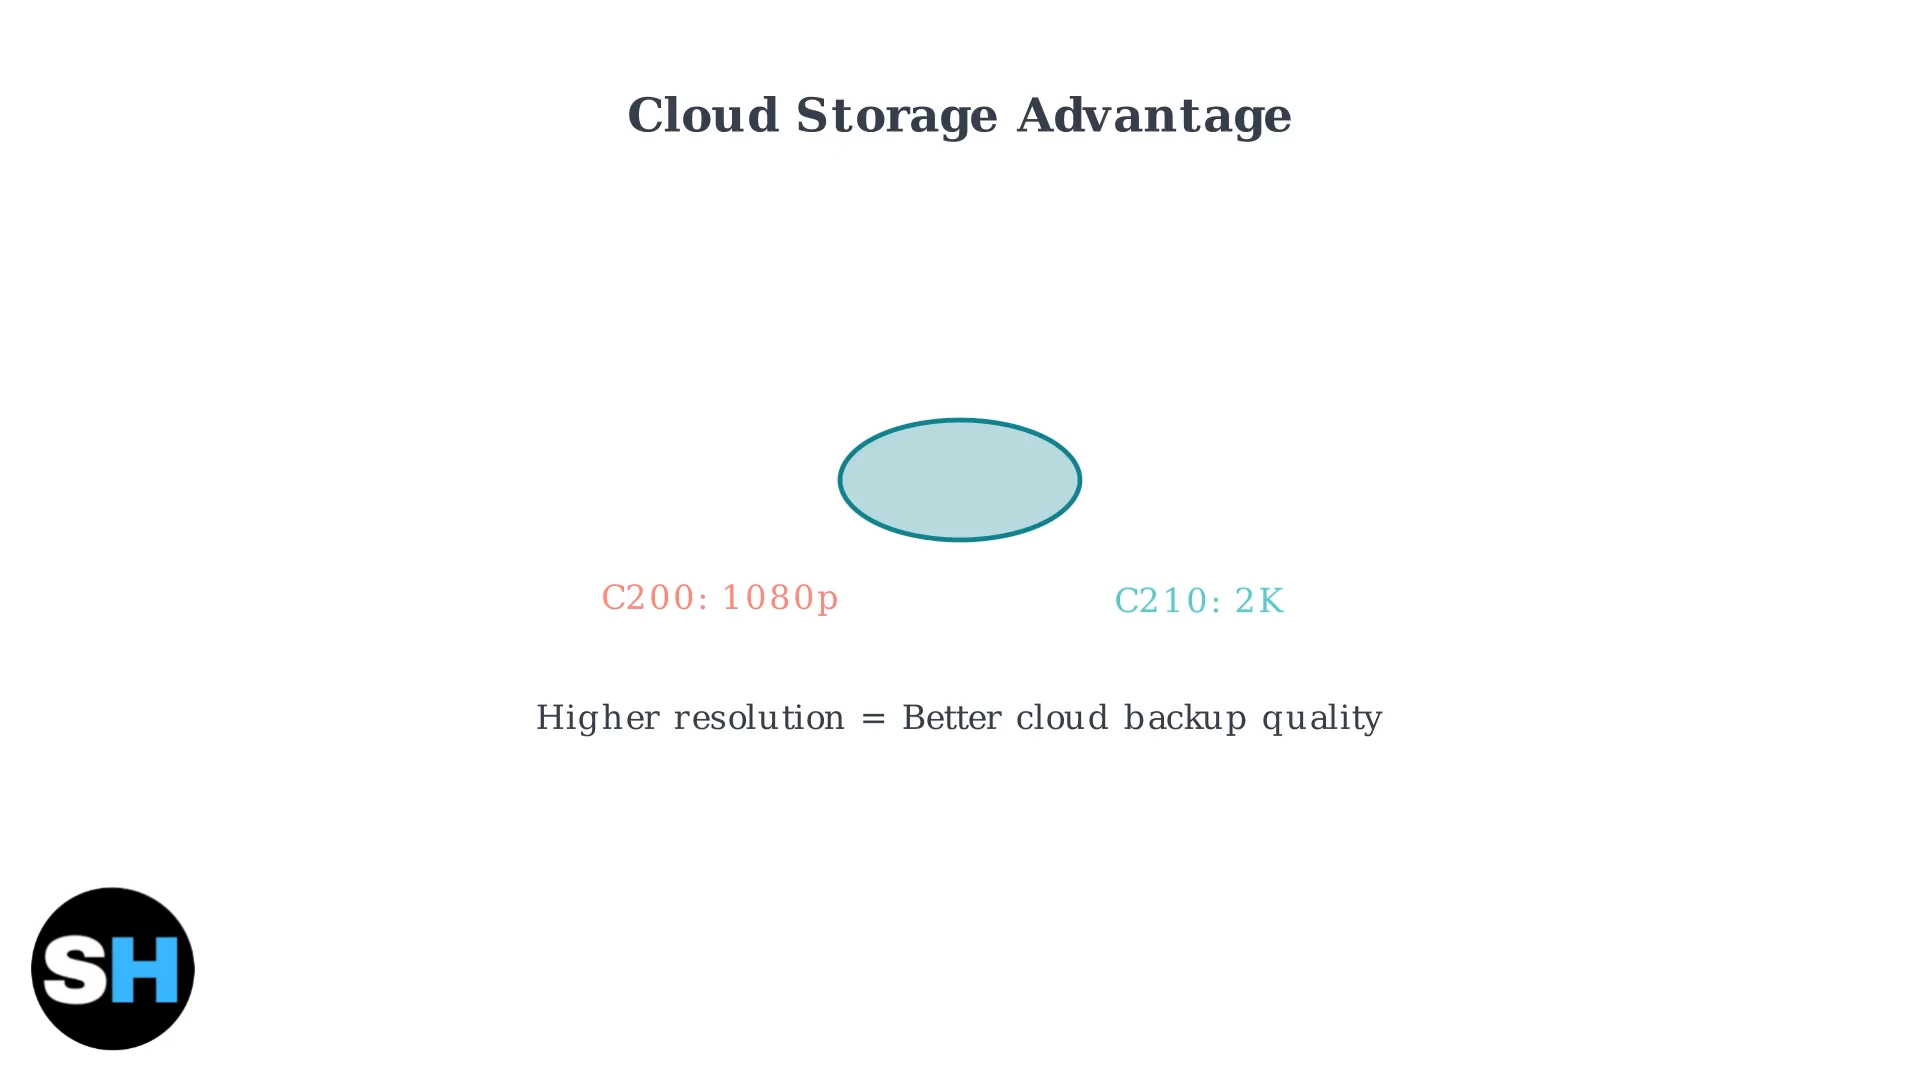 Cloud Storage Advantage
C200: 1080p
C210: 2K
Higher resolution = Better cloud backup quality
SH